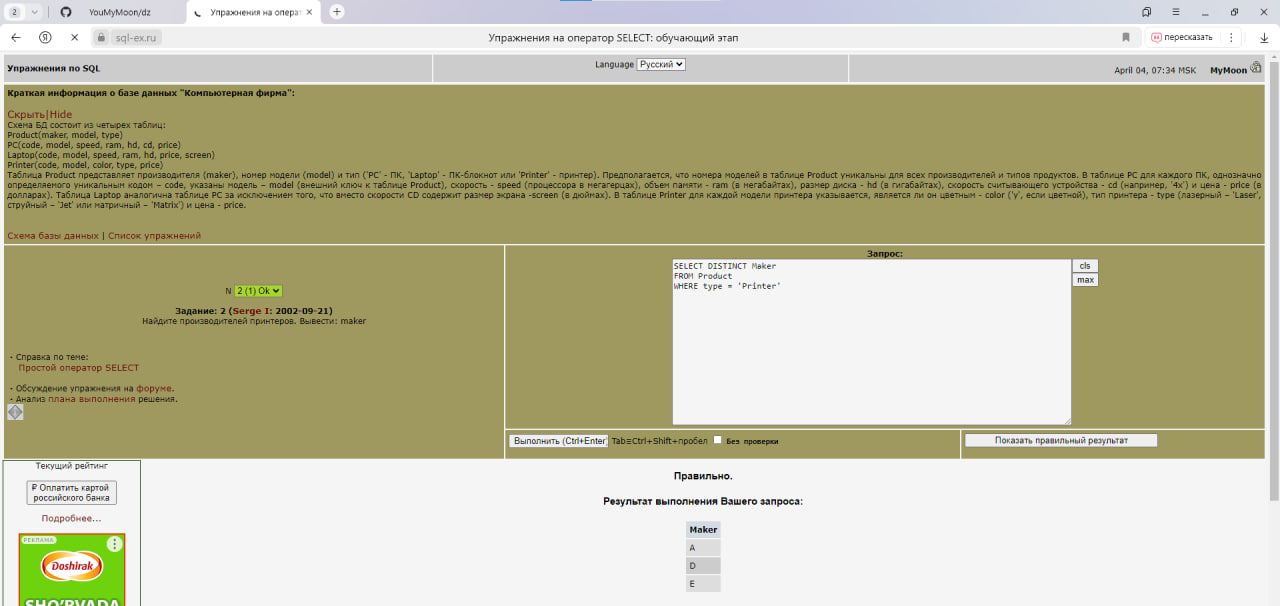 2
YouMyMoon/dz
Упражнения на операт
sql-ex.ru
Упражнения на оператор SELECT: обучающий этап
пересказать
Упражнения по SQL
Language Русский
April 04, 07:34 MSK MyMoon
Краткая информация о базе данных "Компьютерная фирма":
Скрыть|Hide
Схема БД состоит из четырех таблиц:
Product(maker, model, type)
PC(code, model, speed, ram, hd, cd, price)
Laptop(code, model, speed, ram, hd, price, screen)
Printer(code, model, color, type, price)
Таблица Product представляет производителя (maker), номер модели (model) и тип ('PC' - ПК, 'Laptop' - ПК-блокнот или 'Printer' - принтер). Предполагается, что номера моделей в таблице Product уникальны для всех производителей и типов продуктов. В таблице PC для каждого ПК, однозначно
определяемого уникальным кодом – code, указаны модель – model (внешний ключ к таблице Product), скорость - speed (процессора в мегагерцах), объем памяти - ram (в мегабайтах), размер диска - hd (в гигабайтах), скорость считывающего устройства - cd (например, '4x') и цена - price (в
долларах). Таблица Laptop аналогична таблице РС за исключением того, что вместо скорости CD содержит размер экрана -screen (в дюймах). В таблице Printer для каждой модели принтера указывается, является ли он цветным - color ('y', если цветной), тип принтера - type (лазерный – 'Laser',
струйный – 'Jet' или матричный – 'Matrix') и цена - price.
Схема базы данных | Список упражнений
N 2 (1) Ok
Задание: 2 (Serge I: 2002-09-21)
Найдите производителей принтеров. Вывести: maker
· Справка по теме:
Простой оператор SELECT
· Обсуждение упражнения на форуме.
· Анализ плана выполнения решения.
Запрос:
SELECT DISTINCT Maker
FROM Product
WHERE type = 'Printer'
cls
max
Выполнить (Ctrl+Enter) Tab≡Ctrl+Shift+пробел Без проверки
Показать правильный результат
Текущий рейтинг
₽ Оплатить картой
российского банка
Подробнее...
РЕКЛАМА
Doshirak
SHO'RVADA
Правильно.
Результат выполнения Вашего запроса:
Maker
A
D
E